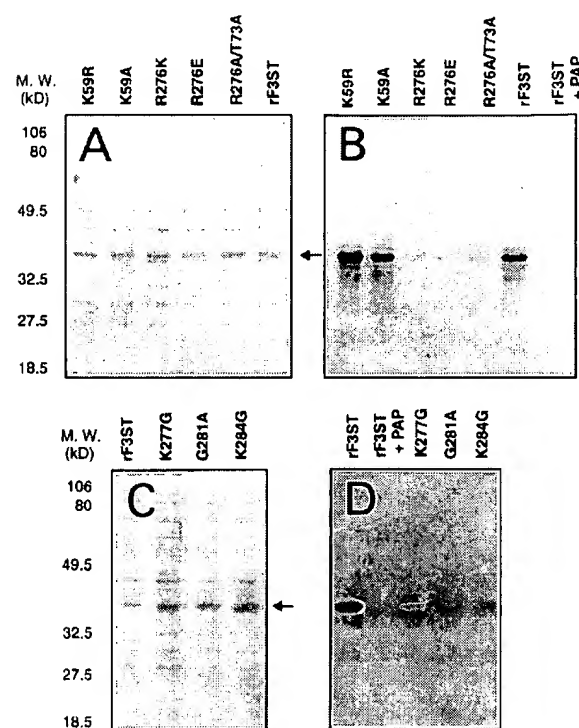 M. W.
(kD)
K59R
K59A
R276K
R276E
R276A/T73A
rF3ST
K59R
K59A
R276K
R276E
R276A/T73A
rF3ST
rF3ST
+ PAP
106
80
49.5
32.5
27.5
18.5
A
B
M. W.
(kD)
rF3ST
K277G
G281A
K284G
rF3ST
rF3ST
+ PAP
K277G
G281A
K284G
106
80
49.5
32.5
27.5
18.5
C
D